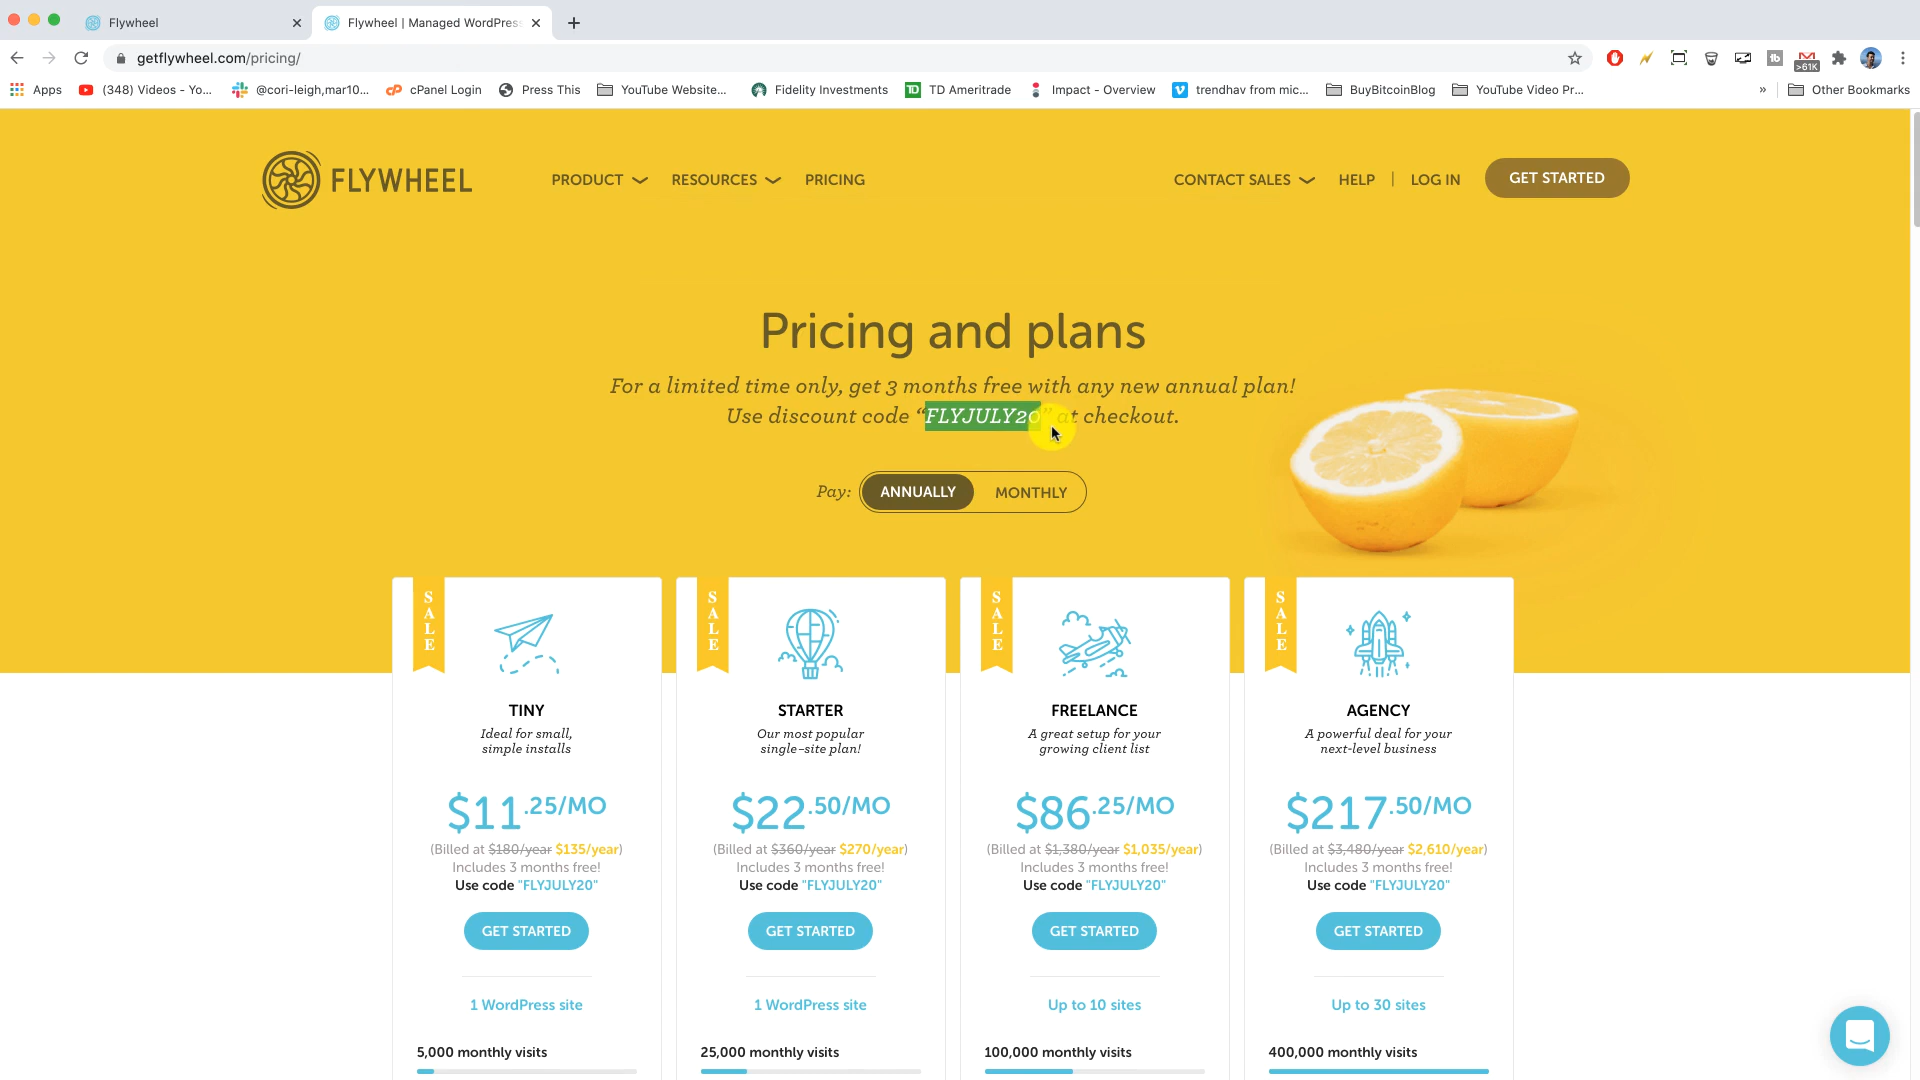 Flywheel
Flywheel | Managed WordPres
getflywheel.com/pricing/
>61K
Apps
(348) Videos - Yo...
@cori-leigh,mar10...
cPanel Login
Press This
YouTube Website...
Fidelity Investments
TD Ameritrade
Impact - Overview
trendhav from mic...
BuyBitcoinBlog
YouTube Video Pr...
»
Other Bookmarks
FLYWHEEL
PRODUCT
RESOURCES
PRICING
CONTACT SALES
HELP
LOG IN
GET STARTED
Pricing and plans
For a limited time only, get 3 months free with any new annual plan!
Use discount code “FLYJULY20” at checkout.
Pay:
ANNUALLY
MONTHLY
SALE
TINY
Ideal for small,
simple installs
$11.25/MO
(Billed at $180/year $135/year)
Includes 3 months free!
Use code "FLYJULY20"
GET STARTED
1 WordPress site
5,000 monthly visits
SALE
STARTER
Our most popular
single-site plan!
$22.50/MO
(Billed at $360/year $270/year)
Includes 3 months free!
Use code "FLYJULY20"
GET STARTED
1 WordPress site
25,000 monthly visits
SALE
FREELANCE
A great setup for your
growing client list
$86.25/MO
(Billed at $1,380/year $1,035/year)
Includes 3 months free!
Use code "FLYJULY20"
GET STARTED
Up to 10 sites
100,000 monthly visits
SALE
AGENCY
A powerful deal for your
next-level business
$217.50/MO
(Billed at $3,480/year $2,610/year)
Includes 3 months free!
Use code "FLYJULY20"
GET STARTED
Up to 30 sites
400,000 monthly visits